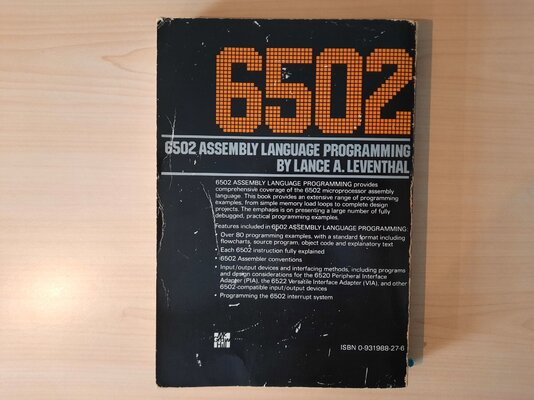 6502
6502 ASSEMBLY LANGUAGE PROGRAMMING
BY LANCE A. LEVENTHAL
6502 ASSEMBLY LANGUAGE PROGRAMMING provides
comprehensive coverage of the 6502 microprocessor assembly
language. This book provides an extensive range of programming
examples, from simple memory load loops to complete design
projects. The emphasis is on presenting a large number of fully
debugged, practical programming examples.
Features included in 6502 ASSEMBLY LANGUAGE PROGRAMMING:
• Over 80 programming examples, with a standard format including
flowcharts, source program, object code and explanatory text
• Each 6502 instruction fully explained
• 6502 Assembler conventions
• Input/output devices and interfacing methods, including programs
and design considerations for the 6520 Peripheral Interface
Adapter (PIA), the 6522 Versatile Interface Adapter (VIA), and other
6502-compatible input/output devices
• Programming the 6502 interrupt system
ISBN 0-931988-27-6